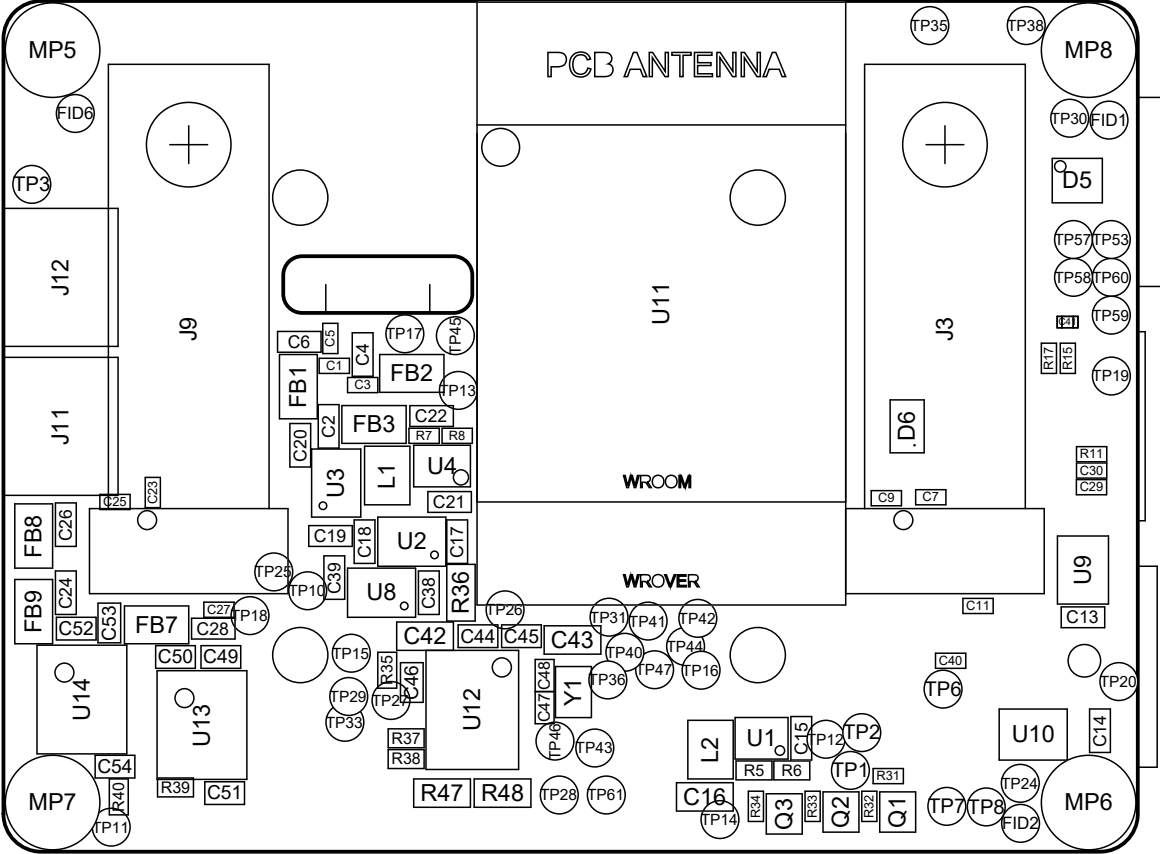 TP35
TP38
MP5
MP8
PCB ANTENNA
FID6
TP30
FID1
TP3
D5
TP57
TP53
J12
TP58
TP60
U11
TP59
J9
J3
C6
C5
TP17
TP45
C41
C4
C1
R17
R15
FB1
C3
FB2
TP19
TP13
J11
C2
FB3
C22
D6
C20
R7
R8
R11
U3
L1
U4
C30
WROOM
C29
C25
C23
C21
C9
C7
FB8
C26
C19
C18
U2
C17
U9
TP25
C39
WROVER
TP10
U8
C38
R36
FB9
C24
C27
TP18
TP26
C11
C52
C53
FB7
C28
TP31
TP41
TP42
C13
C42
C44
C45
C43
C50
C49
TP15
TP40
TP44
C40
R35
C46
C48
TP47
TP16
TP36
TP6
TP20
U14
TP29
TP27
C47
Y1
U13
TP33
U12
R37
TP46
TP43
L2
U1
C15
TP12
TP2
U10
C14
R38
C54
R5
R6
TP1
R31
TP24
R39
C51
R47
R48
TP28
TP61
C16
MP7
R40
MP6
TP14
R34
Q3
R33
Q2
R32
Q1
TP7
TP8
TP11
FID2